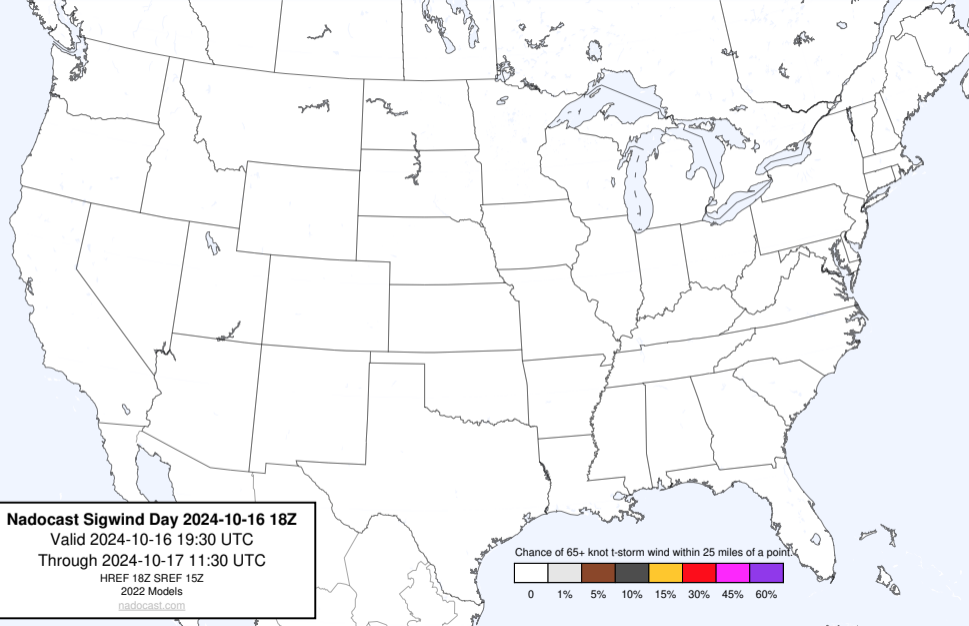 Nadocast Sigwind Day 2024-10-16 18Z
Valid 2024-10-16 19:30 UTC
Through 2024-10-17 11:30 UTC
HREF 18Z SREF 15Z
2022 Models
nadocast.com
Chance of 65+ knot t-storm wind within 25 miles of a point.
0 1% 5% 10% 15% 30% 45% 60%